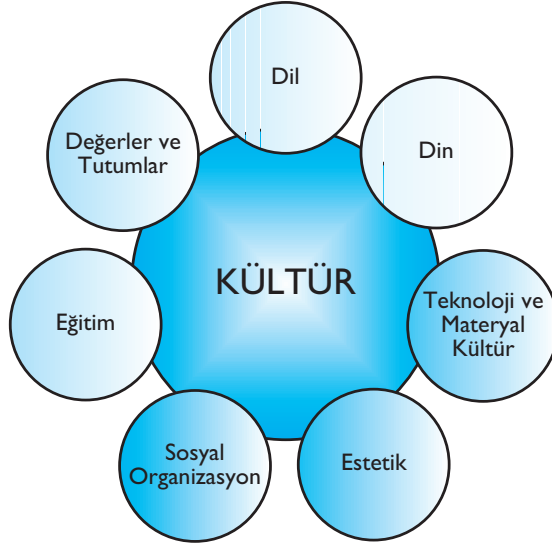 Dil
Din
Değerler ve
Tutumlar
KÜLTÜR
Teknoloji ve
Materyal
Kültür
Eğitim
Sosyal
Organizasyon
Estetik